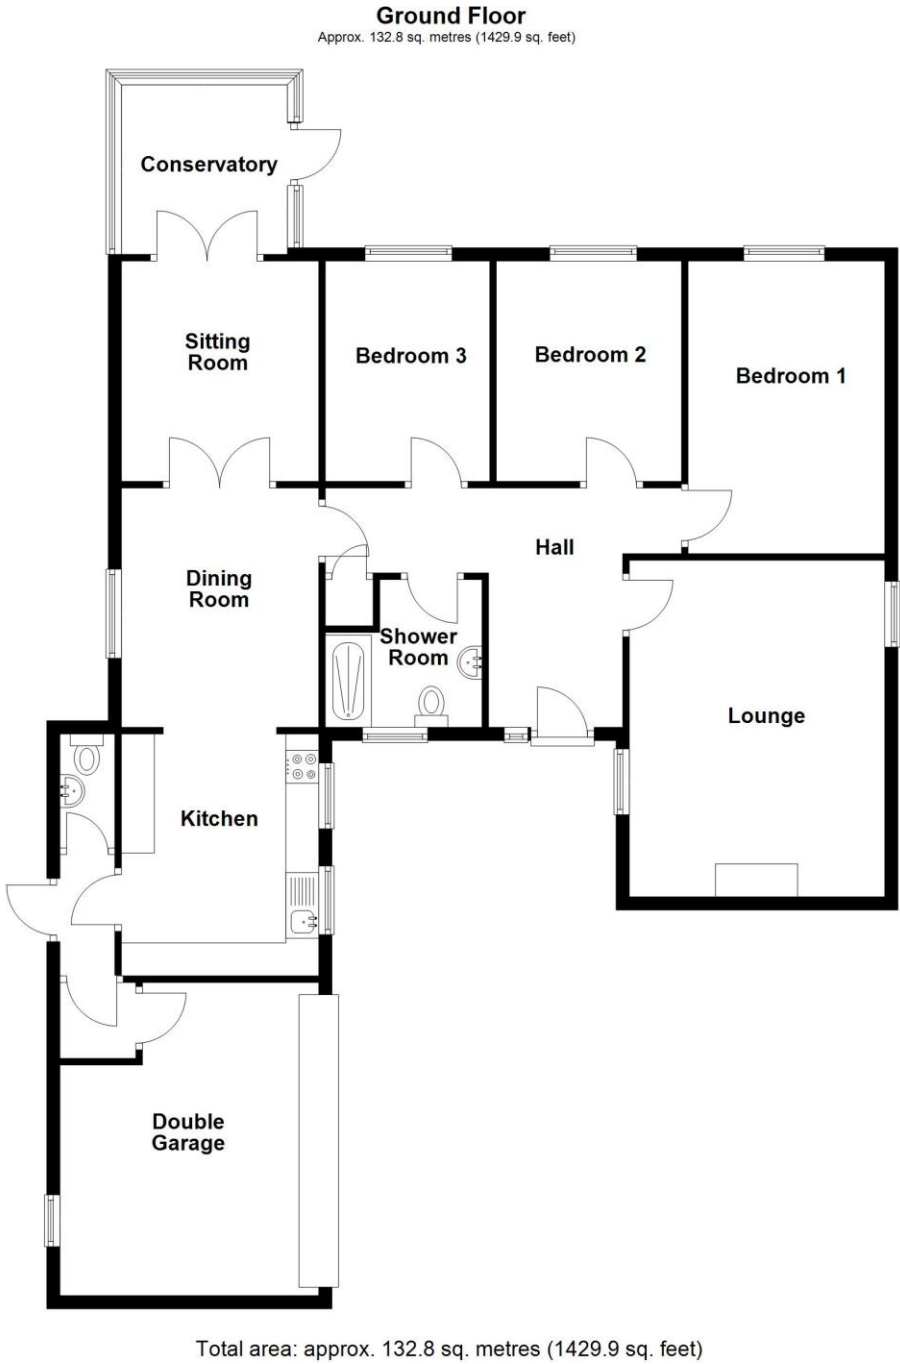 Ground Floor
Approx. 132.8 sq. metres (1429.9 sq. feet)
Conservatory
Sitting
Room
Bedroom 3
Bedroom 2
Bedroom 1
Hall
Dining
Room
Shower
Room
Lounge
Kitchen
Double
Garage
Total area: approx. 132.8 sq. metres (1429.9 sq. feet)